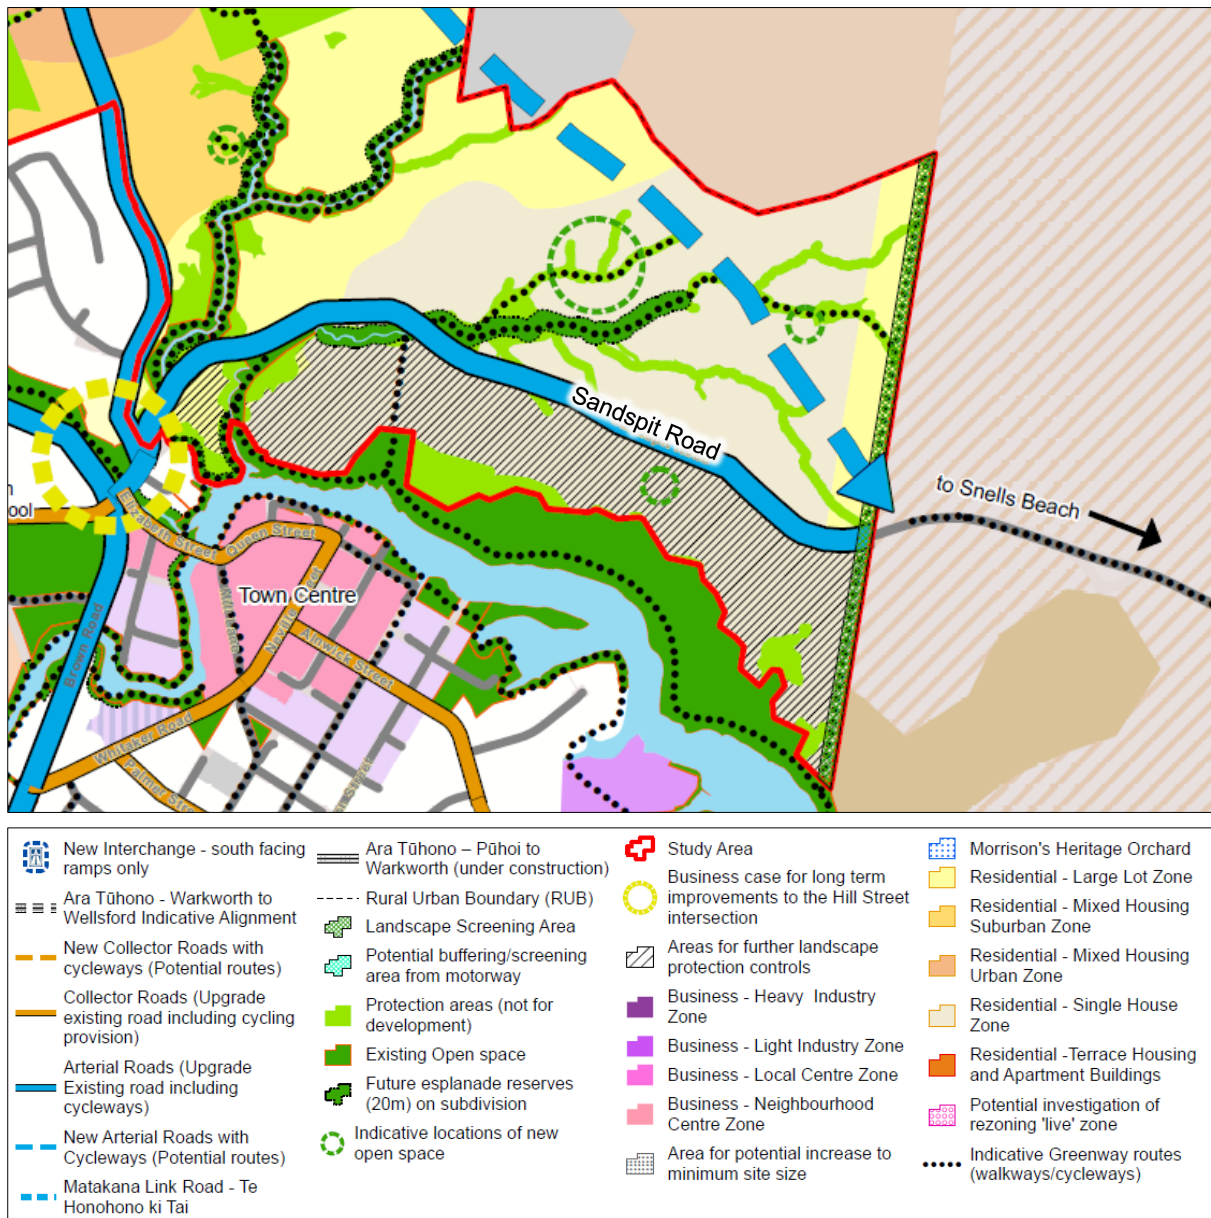 Sandspit Road
to Snells Beach
ool
Elizabeth Street
Queen Street
Town Centre
Neville Street
Alnwick Street
Brown Road
Whitaker Road
Palmer Street
New Interchange - south facing
ramps only
Ara Tūhono - Warkworth to
Wellsford Indicative Alignment
New Collector Roads with
cycleways (Potential routes)
Collector Roads (Upgrade
existing road including cycling
provision)
Arterial Roads (Upgrade
Existing road including
cycleways)
New Arterial Roads with
Cycleways (Potential routes)
Matakana Link Road - Te
Honohono ki Tai
Ara Tūhono – Pūhoi to
Warkworth (under construction)
Rural Urban Boundary (RUB)
Landscape Screening Area
Potential buffering/screening
area from motorway
Protection areas (not for
development)
Existing Open space
Future esplanade reserves
(20m) on subdivision
Indicative locations of new
open space
Study Area
Business case for long term
improvements to the Hill Street
intersection
Areas for further landscape
protection controls
Business - Heavy Industry
Zone
Business - Light Industry Zone
Business - Local Centre Zone
Business - Neighbourhood
Centre Zone
Area for potential increase to
minimum site size
Morrison's Heritage Orchard
Residential - Large Lot Zone
Residential - Mixed Housing
Suburban Zone
Residential - Mixed Housing
Urban Zone
Residential - Single House
Zone
Residential -Terrace Housing
and Apartment Buildings
Potential investigation of
rezoning 'live' zone
Indicative Greenway routes
(walkways/cycleways)